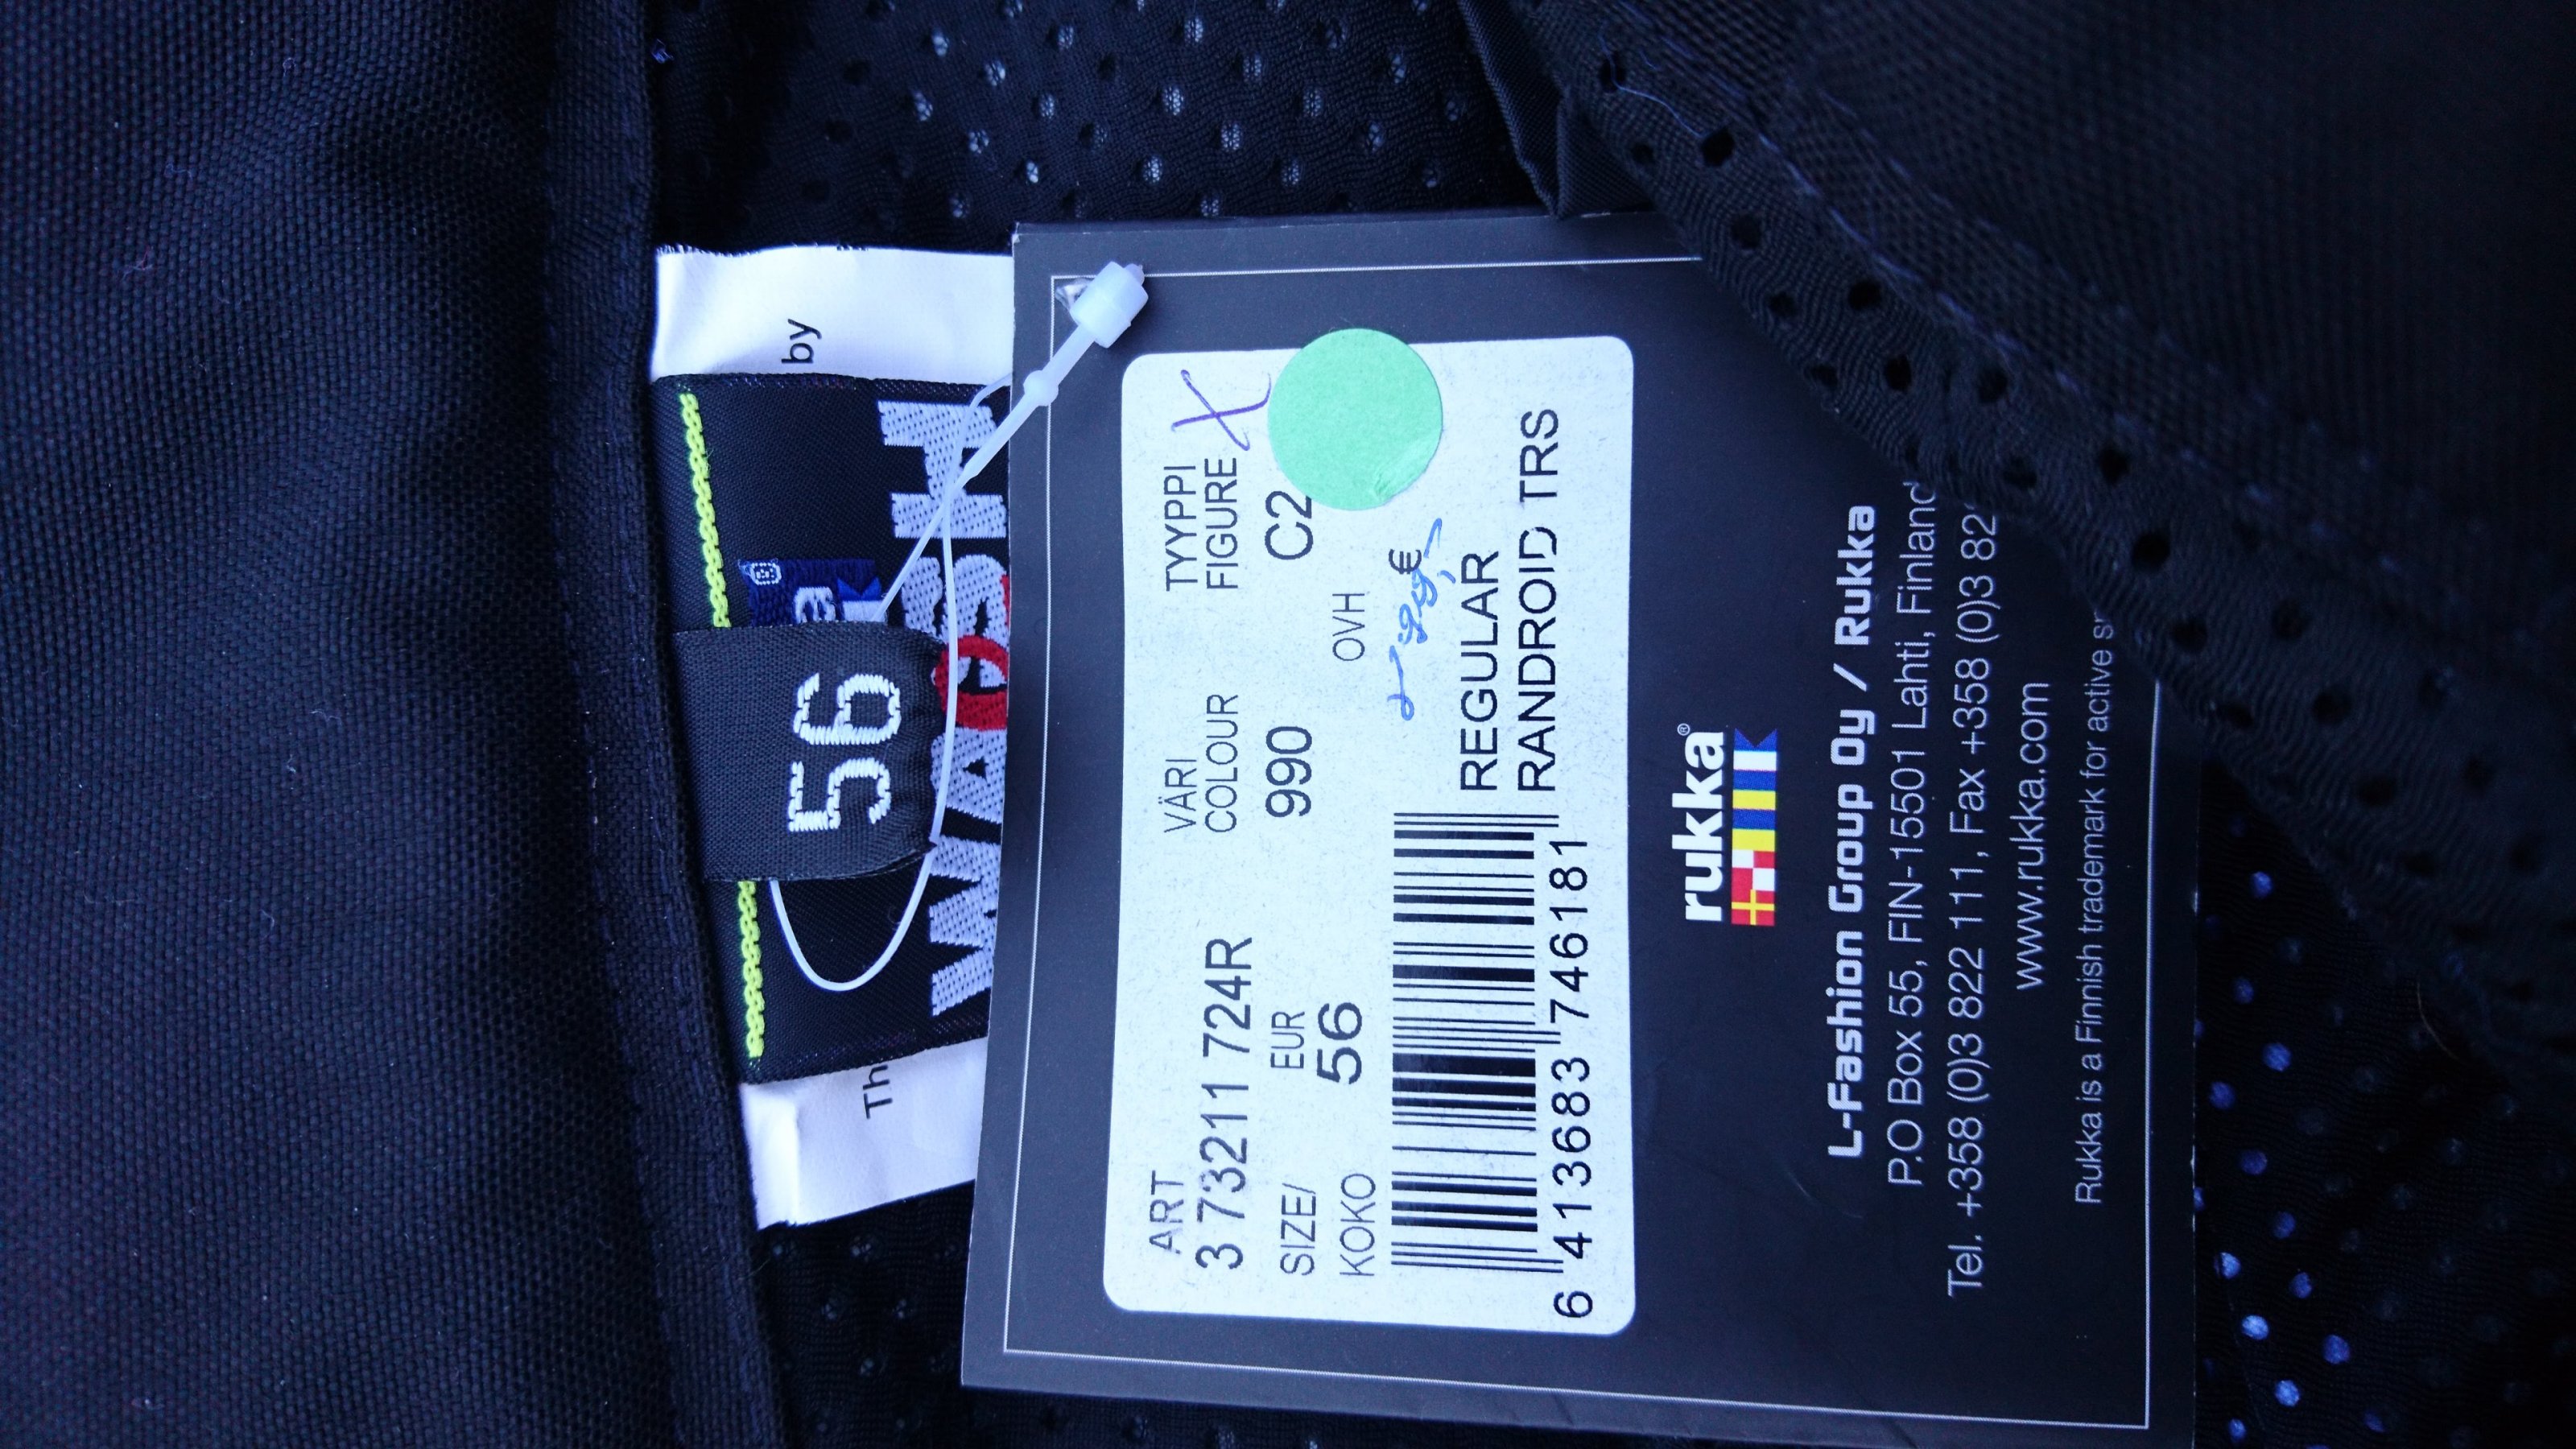 by
Th
WASH
a
56
ART
3 73211 724R
VÄRI
COLOUR
990
TYYPPI
FIGURE
C2
X
SIZE/
KOKO
EUR
56
OVH
€
REGULAR
RANDROID TRS
6 413683 746181
rukka®
L-Fashion Group Oy / Rukka
P.O Box 55, FIN-15501 Lahti, Finland
Tel. +358 (0)3 822 111, Fax +358 (0)3 82
www.rukka.com
Rukka is a Finnish trademark for active